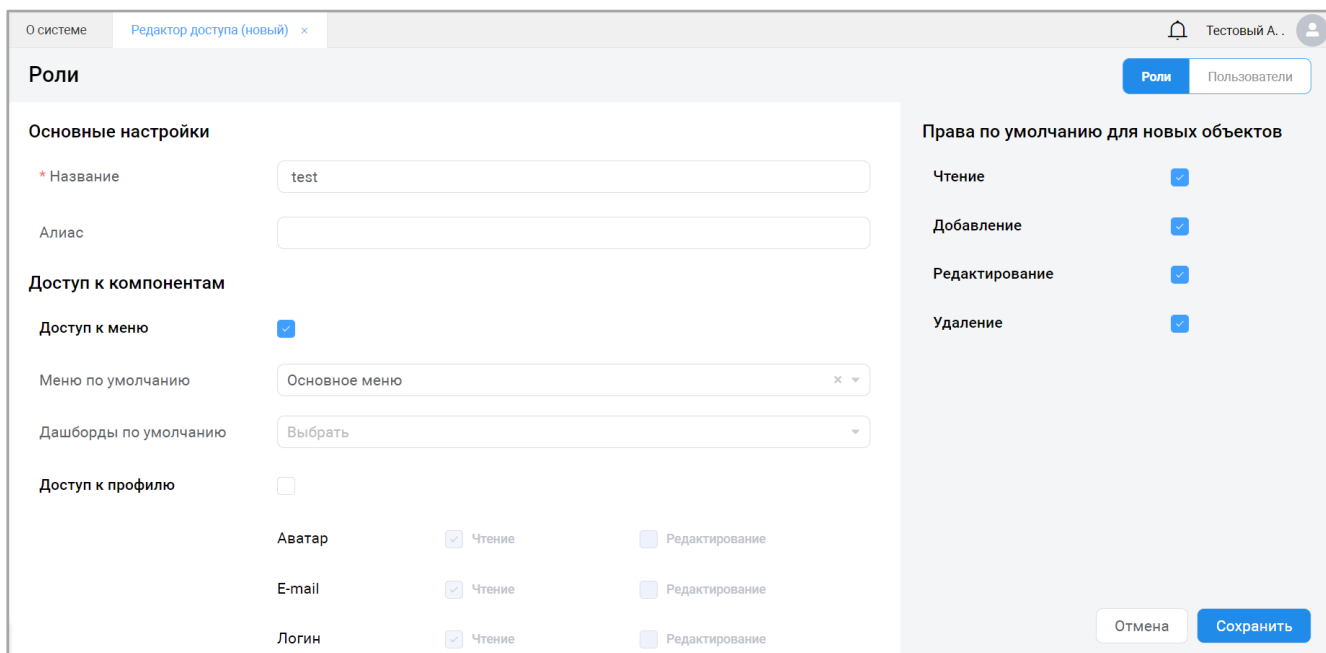 О системе Редактор доступа (новый) × Тестовый А. .
Роли Роли Пользователи
Основные настройки
* Название test
Алиас
Доступ к компонентам
Доступ к меню
Меню по умолчанию Основное меню ×
Дашборды по умолчанию Выбрать
Доступ к профилю
Аватар Чтение Редактирование
E-mail Чтение Редактирование
Логин Чтение Редактирование
Права по умолчанию для новых объектов
Чтение
Добавление
Редактирование
Удаление
Отмена Сохранить